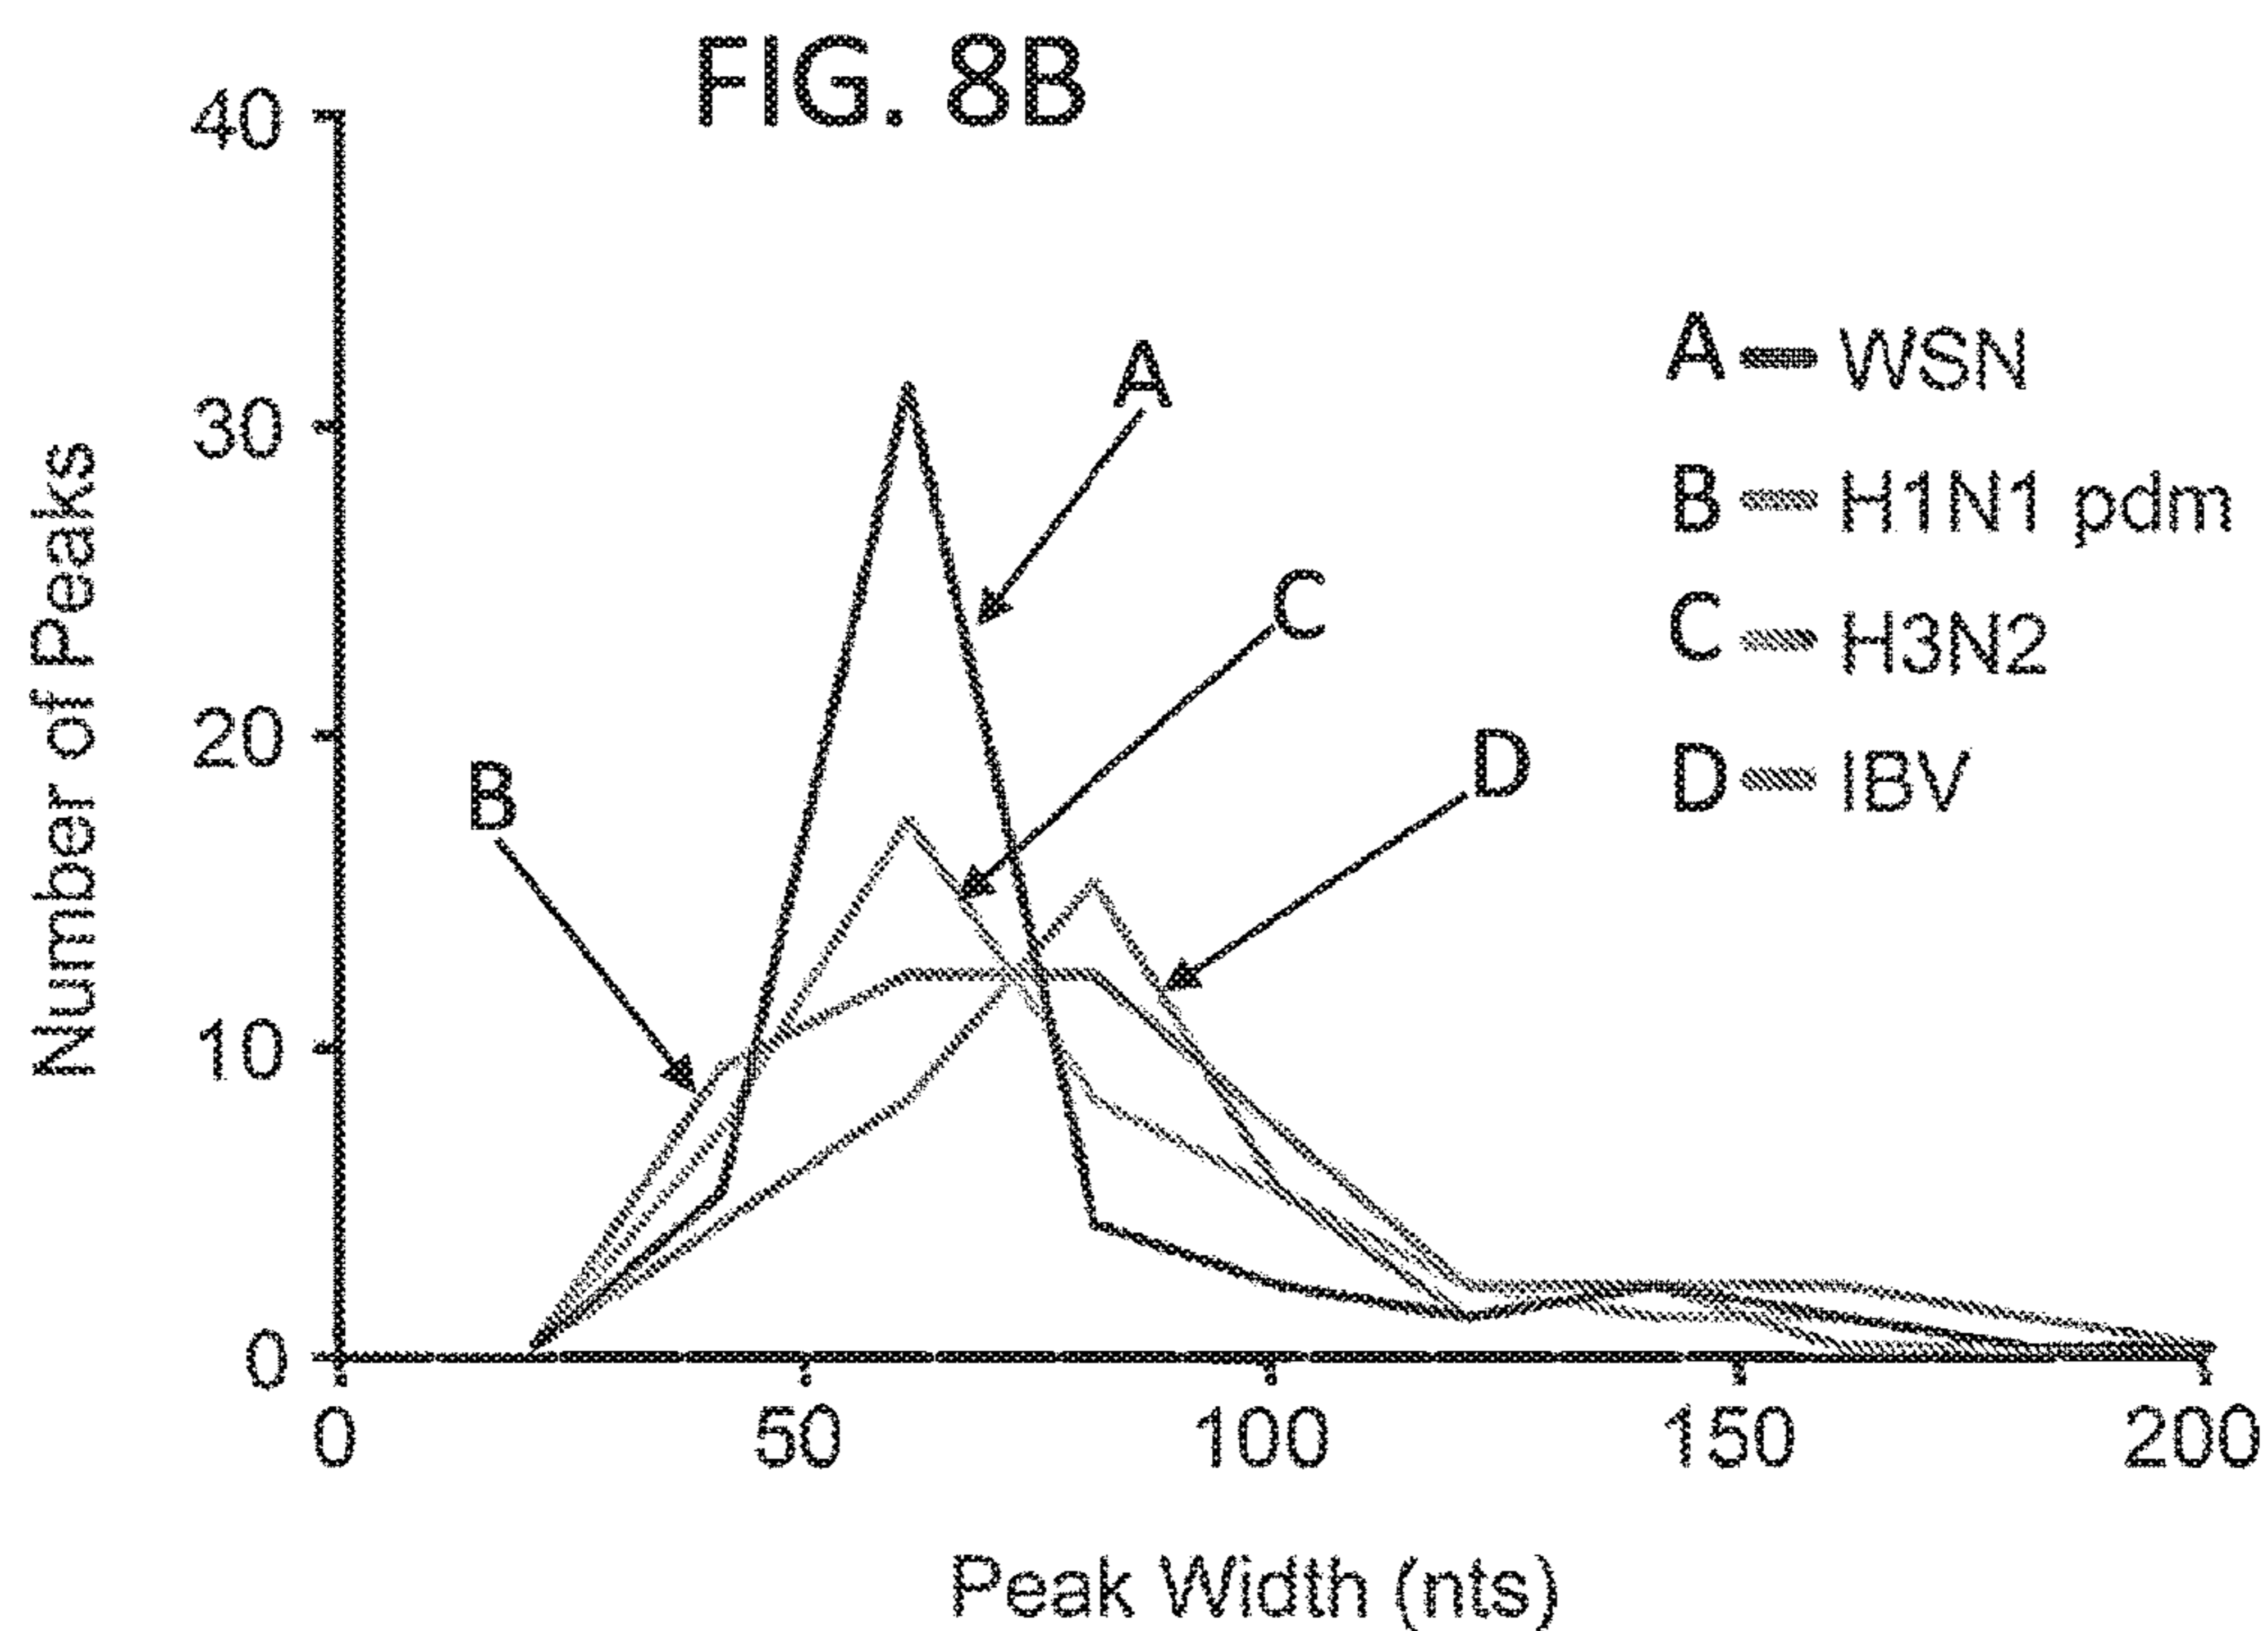 FIG. 8B
40
30
20
10
0
Number of Peaks
A
B
C
D
A WSN
B H1N1 pdm
C H3N2
D IBV
0 50 100 150 200
Peak Width (nts)